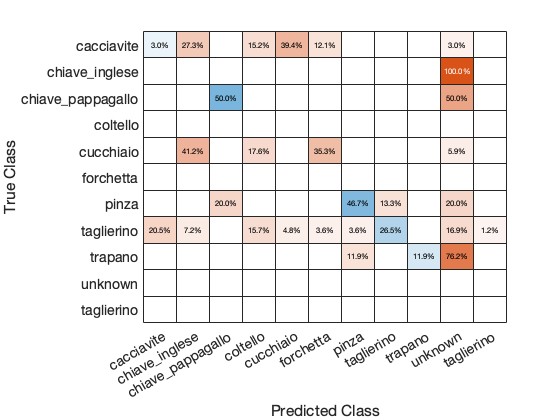 cacciavite 3.0% 27.3% 15.2% 39.4% 12.1% 3.0%
chiave_inglese 100.0%
chiave_pappagallo 50.0% 50.0%
coltello
cucchiaio 41.2% 17.6% 35.3% 5.9%
forchetta
pinza 20.0% 46.7% 13.3% 20.0%
taglierino 20.5% 7.2% 15.7% 4.8% 3.6% 3.6% 26.5% 16.9% 1.2%
trapano 11.9% 11.9% 76.2%
unknown
taglierino
True Class
cacciavite chiave_inglese chiave_pappagallo coltello cucchiaio forchetta pinza taglierino trapano unknown taglierino
Predicted Class